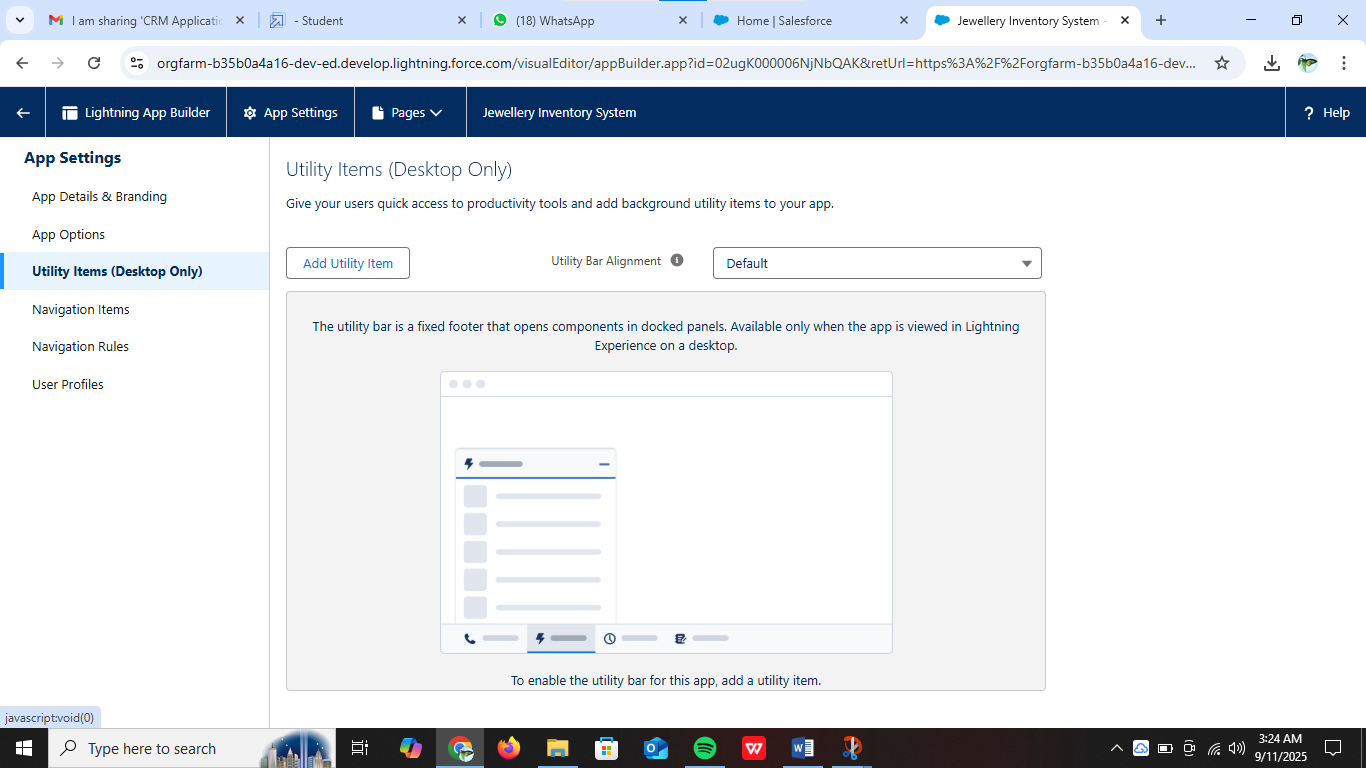 I am sharing 'CRM Applicatic
- Student
(18) WhatsApp
Home | Salesforce
Jewellery Inventory System -
orgfarm-b35b0a4a16-dev-ed.develop.lightning.force.com/visualEditor/appBuilder.app?id=02ugK000006NjNbQAK&retUrl=https%3A%2F%2Forgfarm-b35b0a4a16-dev...
Lightning App Builder
App Settings
Pages
Jewellery Inventory System
? Help
App Settings
App Details & Branding
App Options
Utility Items (Desktop Only)
Navigation Items
Navigation Rules
User Profiles
Utility Items (Desktop Only)
Give your users quick access to productivity tools and add background utility items to your app.
Add Utility Item
Utility Bar Alignment
Default
The utility bar is a fixed footer that opens components in docked panels. Available only when the app is viewed in Lightning
Experience on a desktop.
To enable the utility bar for this app, add a utility item.
javascript:void(0)
Type here to search
3:24 AM
9/11/2025